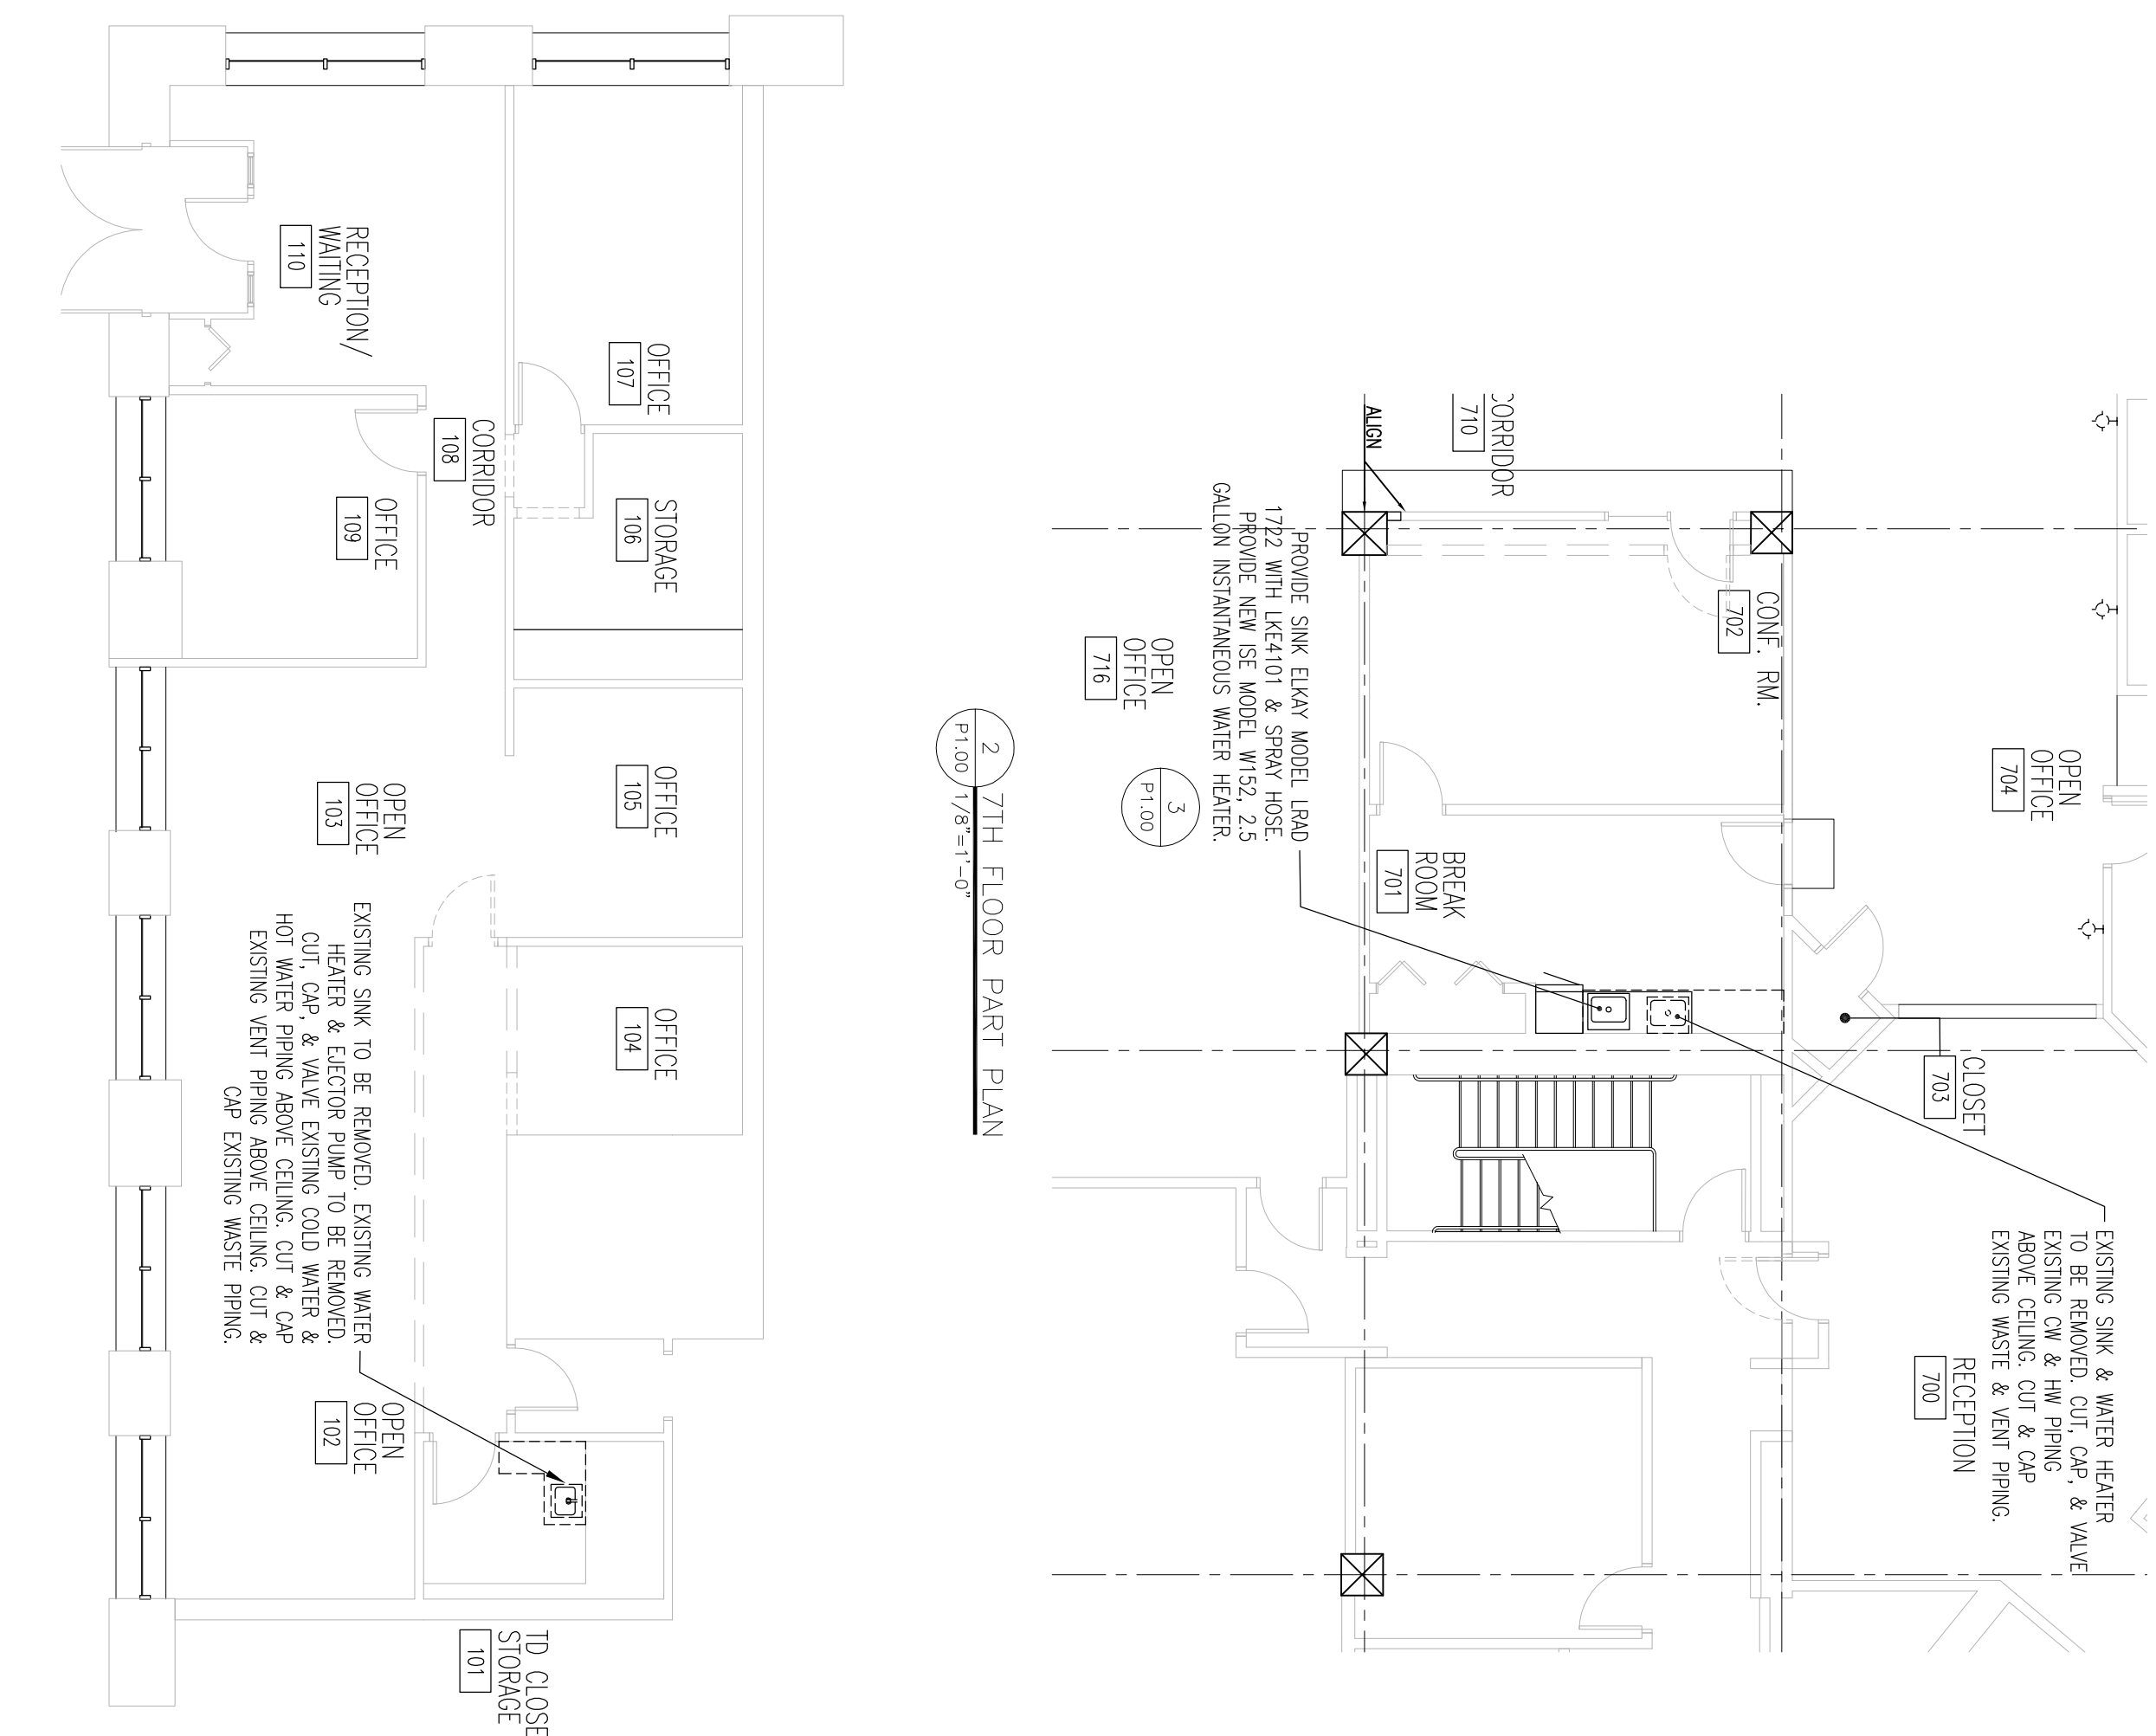 CORRIDOR
710
ALIGN
CONF. RM.
702
OPEN
OFFICE
704
OPEN
OFFICE
716
PROVIDE SINK ELKAY MODEL LRAD
1722 WITH LKE4101 & SPRAY HOSE.
PROVIDE NEW ISE MODEL W152, 2.5
GALLON INSTANTANEOUS WATER HEATER.
3
P1.00
BREAK
ROOM
701
CLOSET
703
EXISTING SINK & WATER HEATER
TO BE REMOVED. CUT, CAP, & VALVE
EXISTING CW & HW PIPING
ABOVE CEILING. CUT & CAP
EXISTING WASTE & VENT PIPING.
RECEPTION
700
2
P1.00
7TH FLOOR PART PLAN
1/8"=1'-0"
RECEPTION/
WAITING
110
OFFICE
107
CORRIDOR
108
OFFICE
109
STORAGE
106
OFFICE
105
OPEN
OFFICE
103
OFFICE
104
EXISTING SINK TO BE REMOVED. EXISTING WATER
HEATER & EJECTOR PUMP TO BE REMOVED.
CUT, CAP, & VALVE EXISTING COLD WATER &
HOT WATER PIPING ABOVE CEILING. CUT & CAP
EXISTING VENT PIPING ABOVE CEILING. CUT &
CAP EXISTING WASTE PIPING.
OPEN
OFFICE
102
TD CLOSE
STORAGE
101